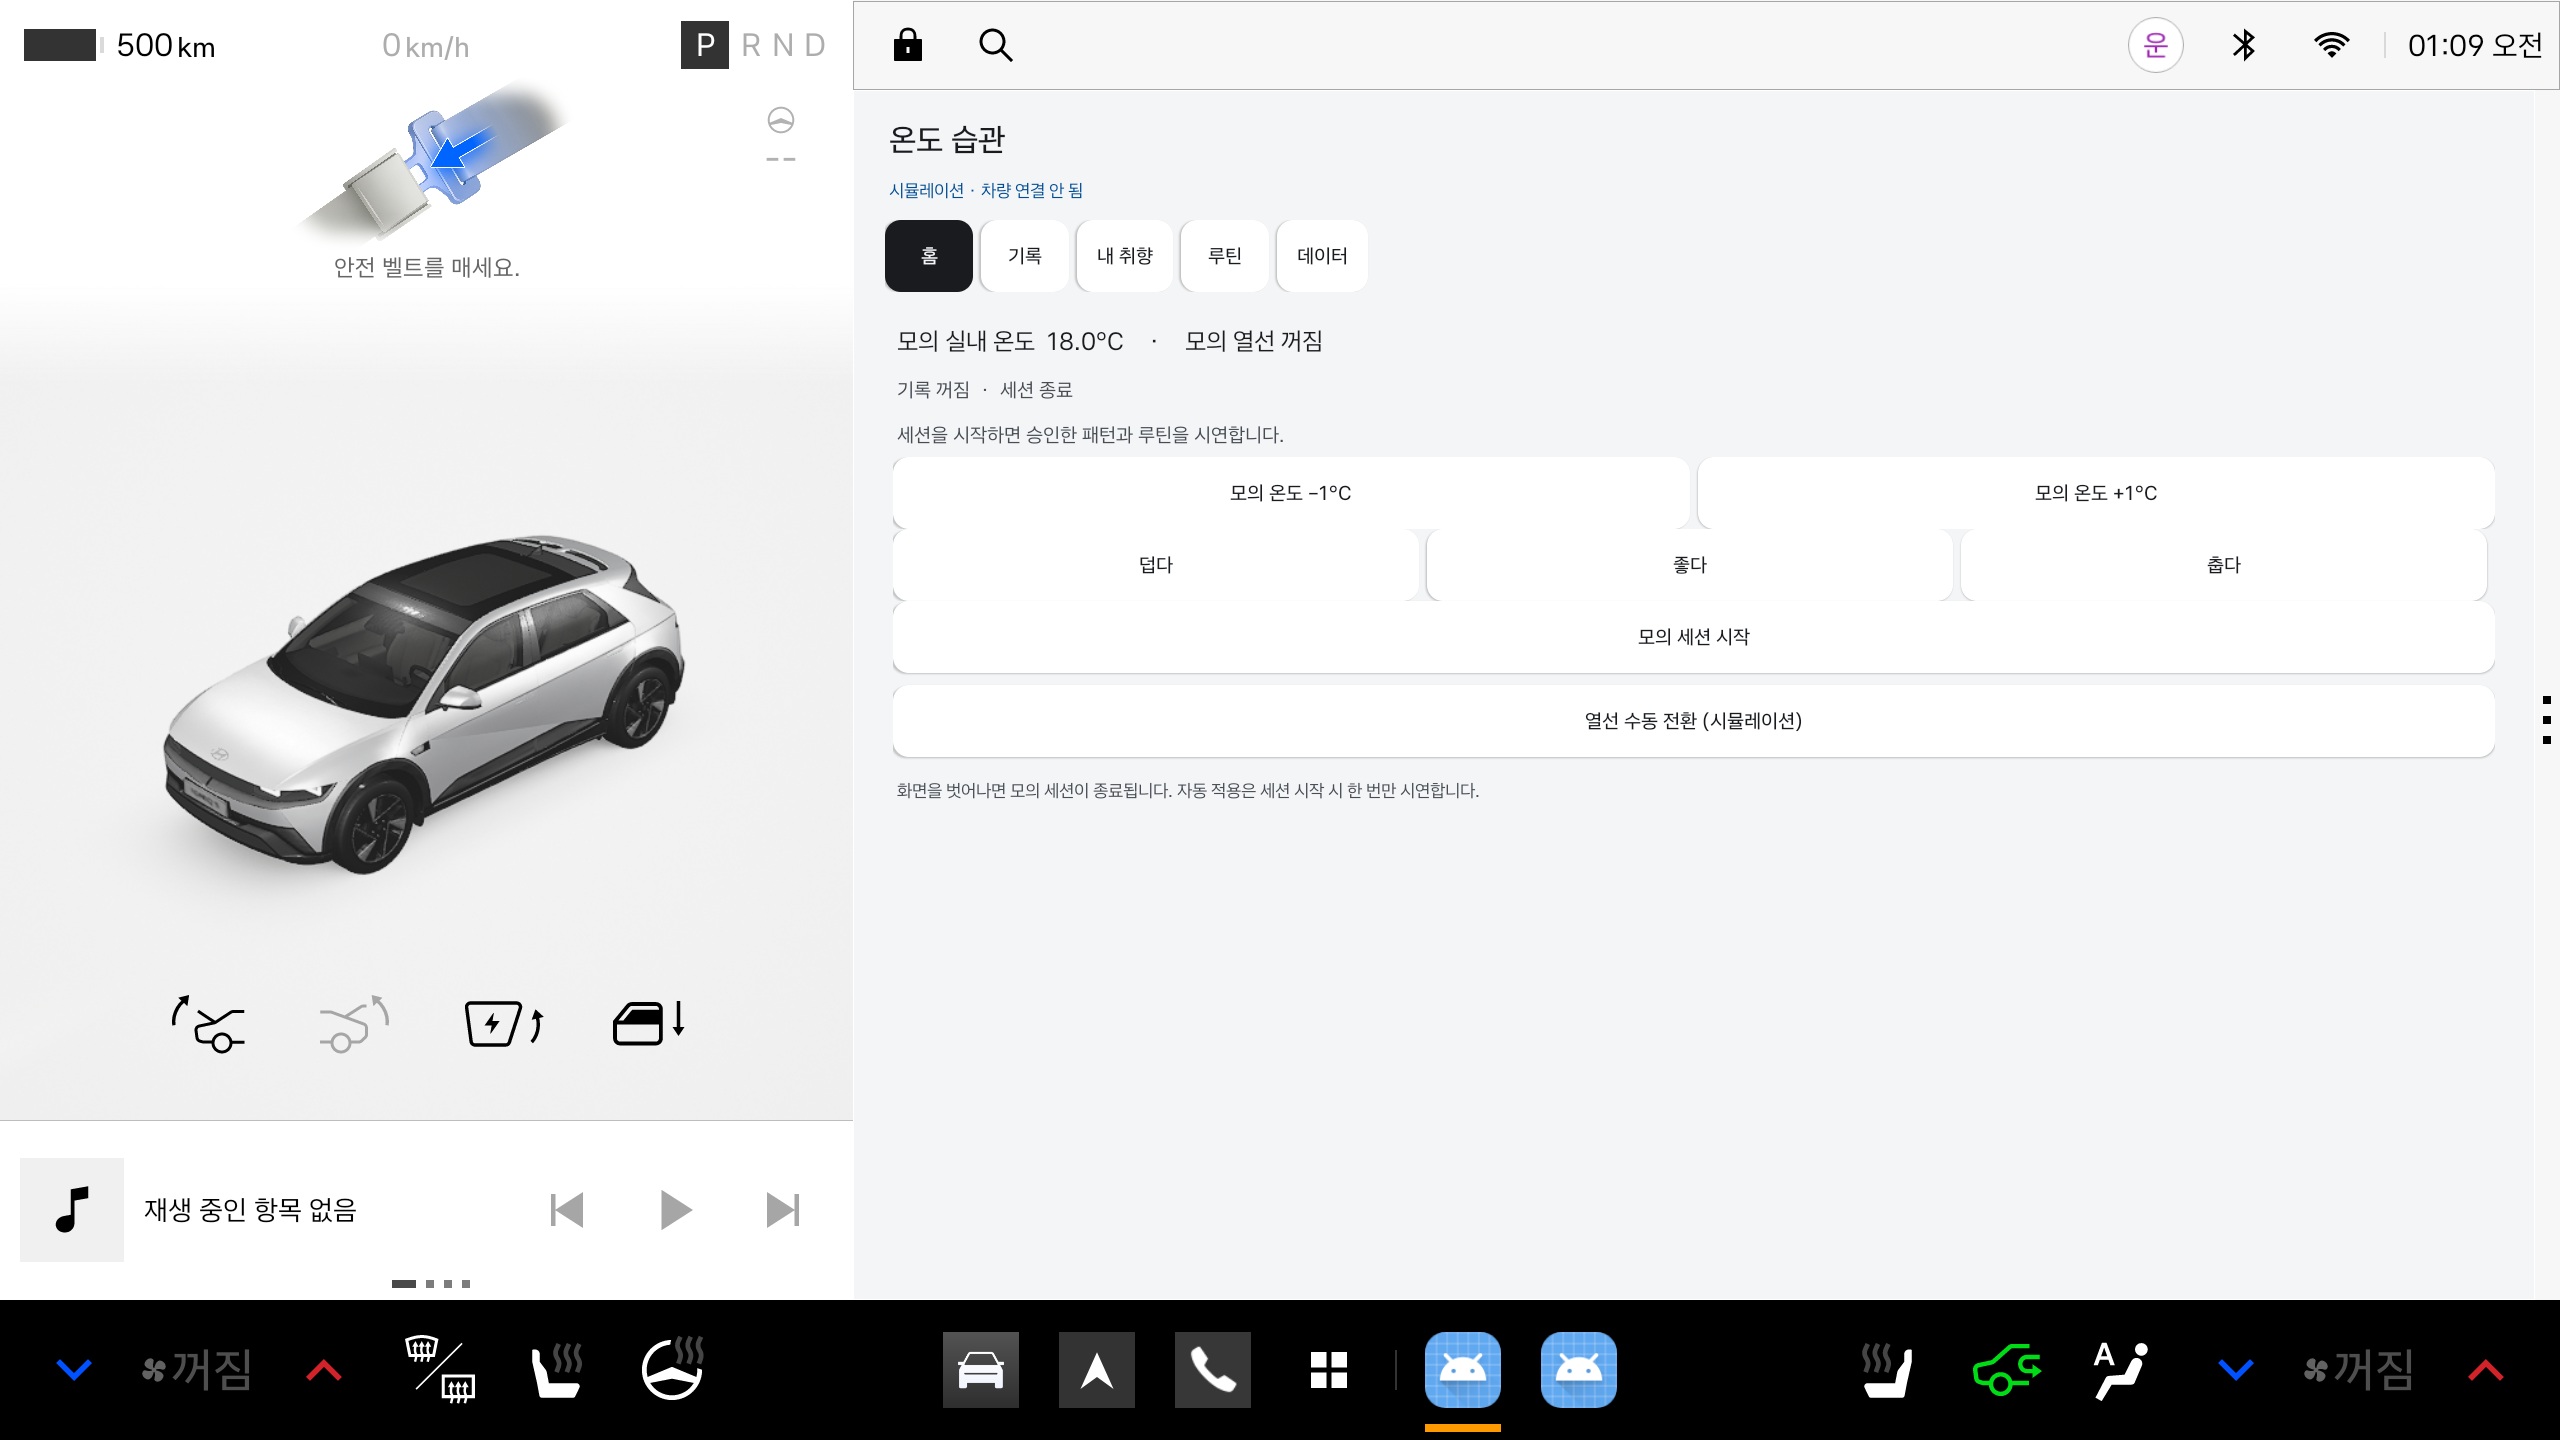 500 km
0 km/h
P R N D
안전 벨트를 매세요.
재생 중인 항목 없음
운
01:09 오전
온도 습관
시뮬레이션 · 차량 연결 안 됨
홈
기록
내 취향
루틴
데이터
모의 실내 온도 18.0°C · 모의 열선 꺼짐
기록 꺼짐 · 세션 종료
세션을 시작하면 승인한 패턴과 루틴을 시연합니다.
모의 온도 −1°C
모의 온도 +1°C
덥다
좋다
춥다
모의 세션 시작
열선 수동 전환 (시뮬레이션)
화면을 벗어나면 모의 세션이 종료됩니다. 자동 적용은 세션 시작 시 한 번만 시연합니다.
꺼짐
A
꺼짐